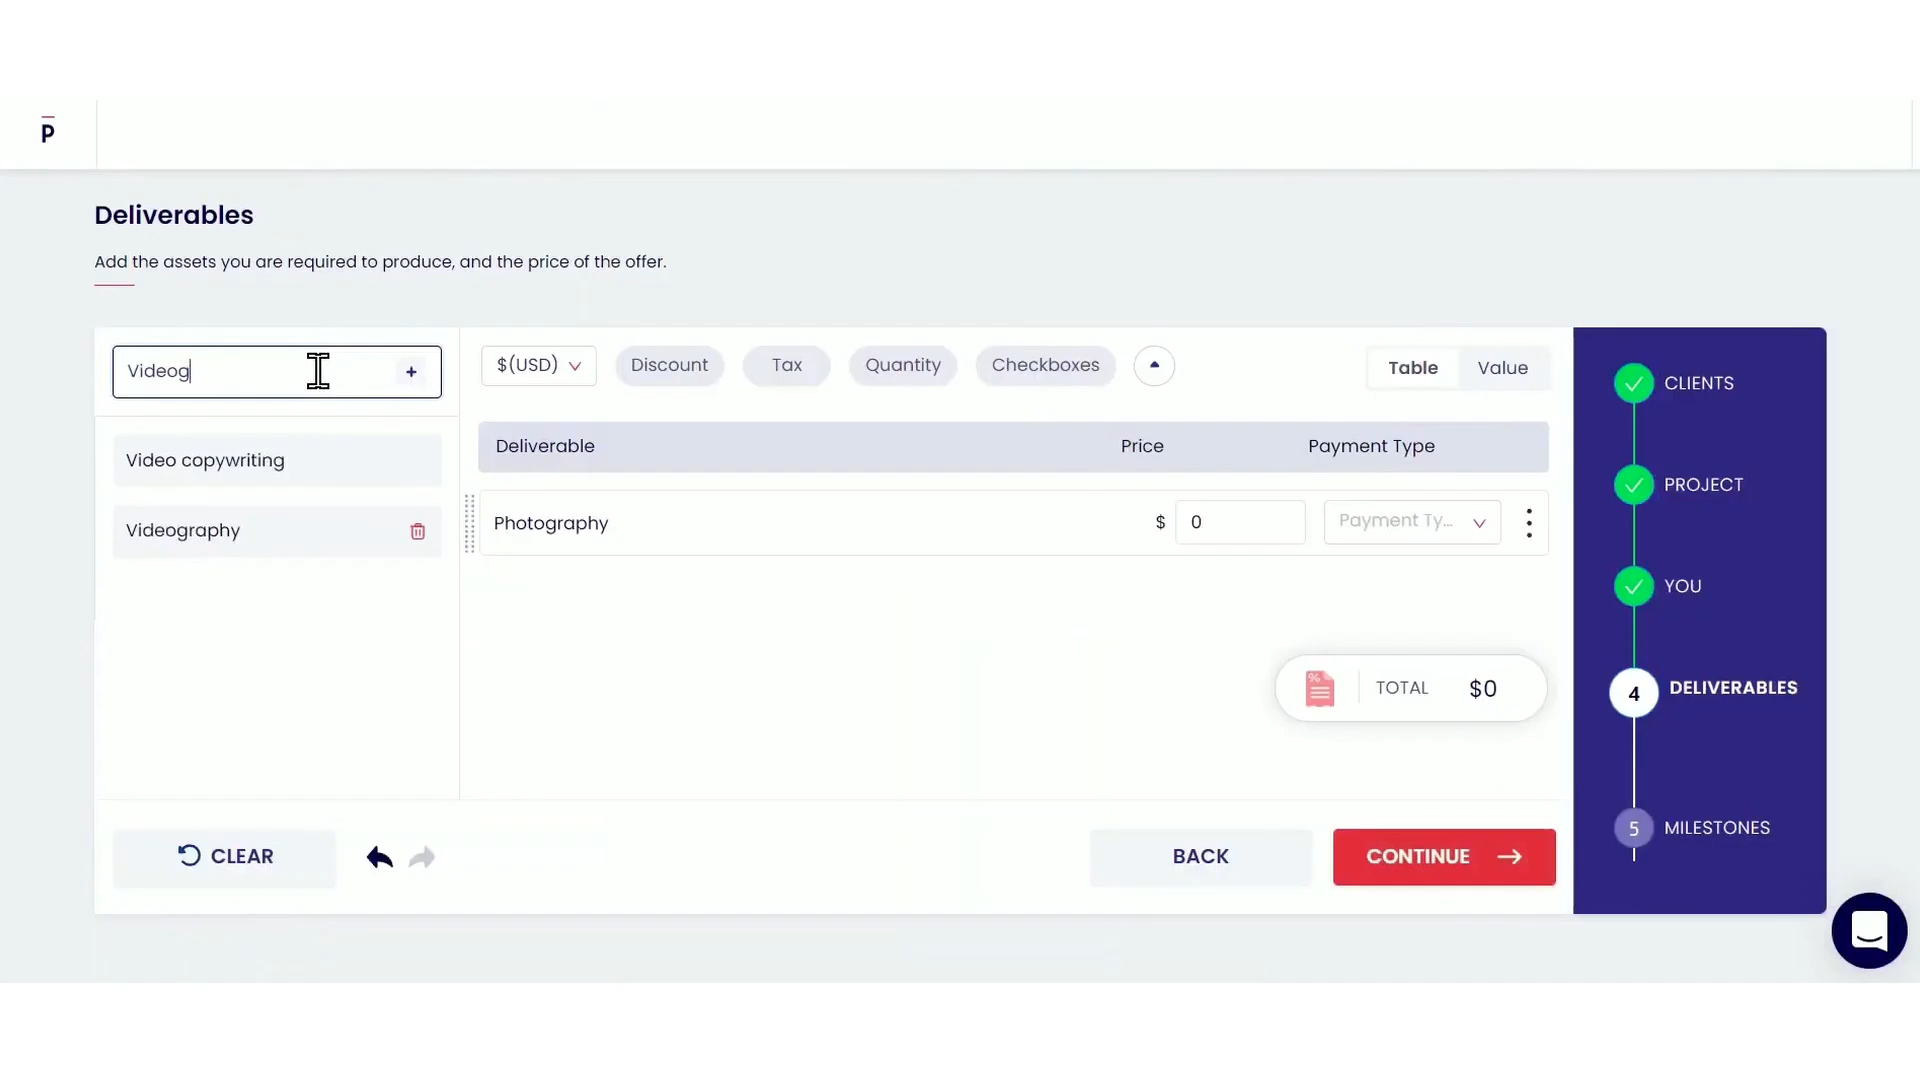 P
Deliverables
Add the assets you are required to produce, and the price of the offer.
Videog
+
$(USD)
Discount
Tax
Quantity
Checkboxes
Table
Value
CLIENTS
Video copywriting
Deliverable
Price
Payment Type
PROJECT
Videography
Photography
$
0
Payment Ty...
YOU
%
TOTAL
$0
4
DELIVERABLES
5
MILESTONES
CLEAR
BACK
CONTINUE